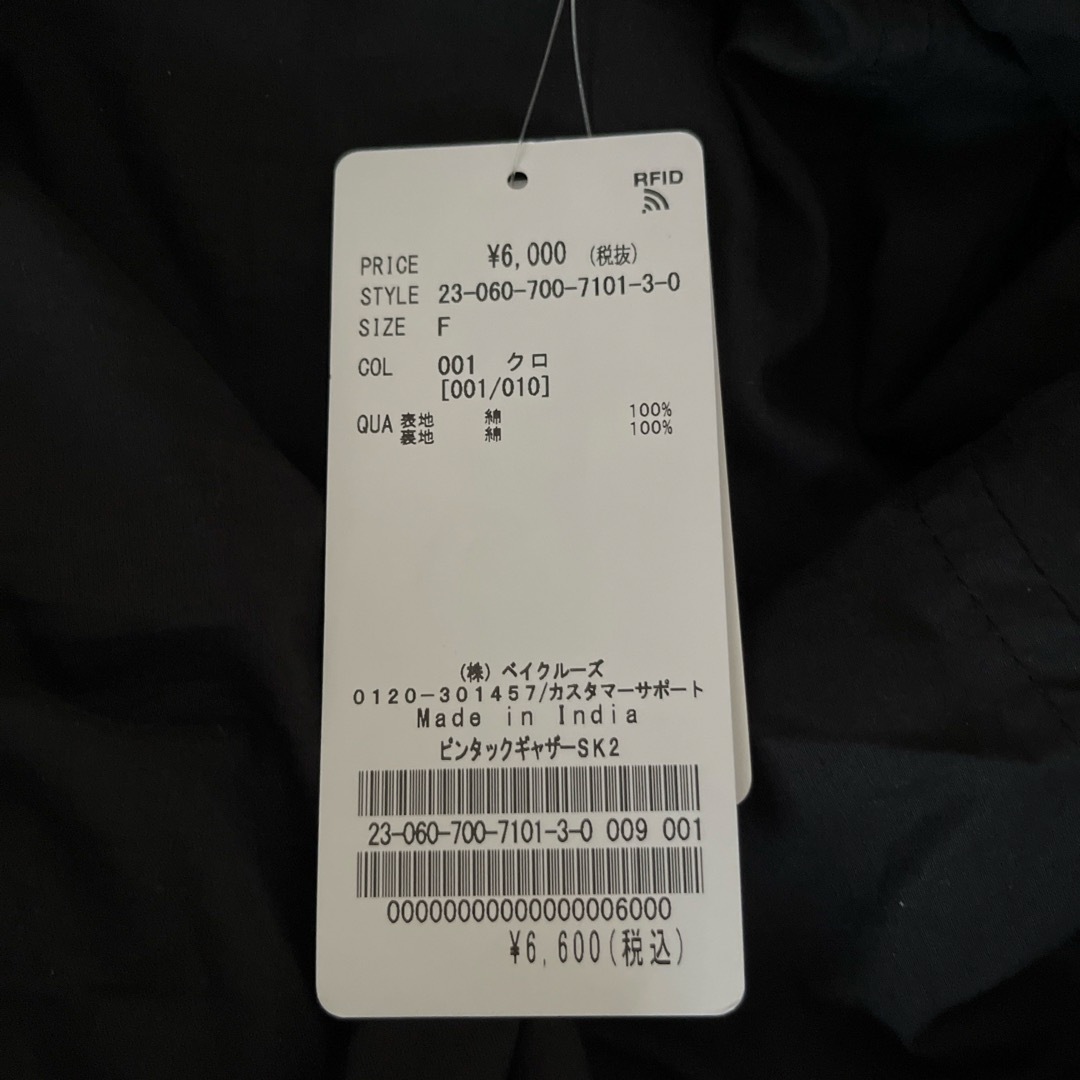 RFID
PRICE ¥6,000 (税抜)
STYLE 23-060-700-7101-3-0
SIZE F
COL 001 クロ
[001/010]
QUA 表地 綿 100%
裏地 綿 100%
(株) ベイクルーズ
0120-301457/カスタマーサポート
Made in India
ピンタックギャザーSK2
23-060-700-7101-3-0 009 001
00000000000000006000
¥6,600(税込)